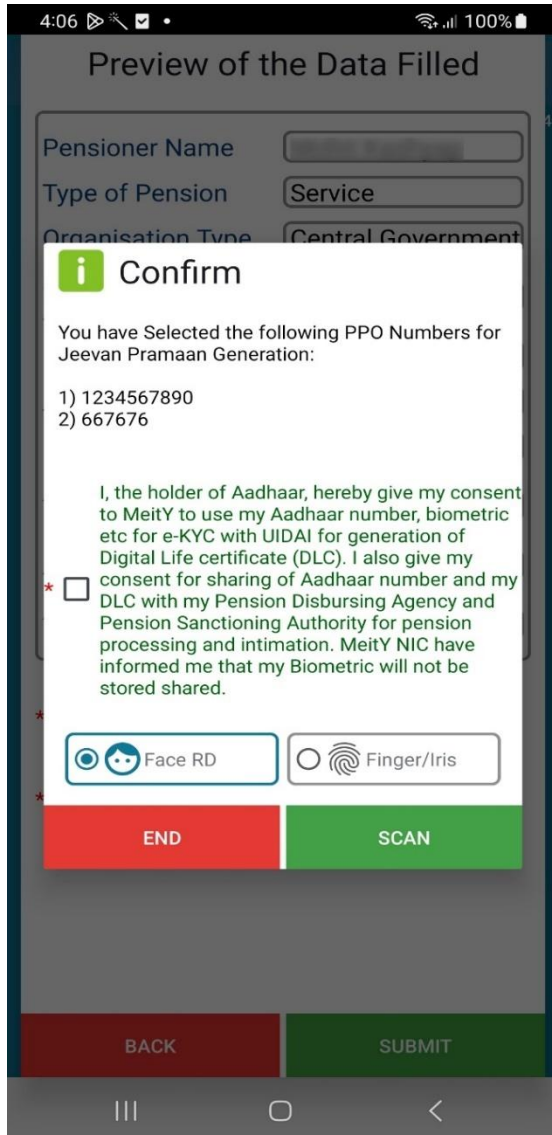 4:06
100%
Preview of the Data Filled
Pensioner Name
Type of Pension Service
Organisation Type Central Government
Confirm
You have Selected the following PPO Numbers for
Jeevan Pramaan Generation:
1) 1234567890
2) 667676
I, the holder of Aadhaar, hereby give my consent
to MeitY to use my Aadhaar number, biometric
etc for e-KYC with UIDAI for generation of
Digital Life certificate (DLC). I also give my
* consent for sharing of Aadhaar number and my
DLC with my Pension Disbursing Agency and
Pension Sanctioning Authority for pension
processing and intimation. MeitY NIC have
informed me that my Biometric will not be
stored shared.
*
Face RD Finger/Iris
*
END SCAN
BACK SUBMIT